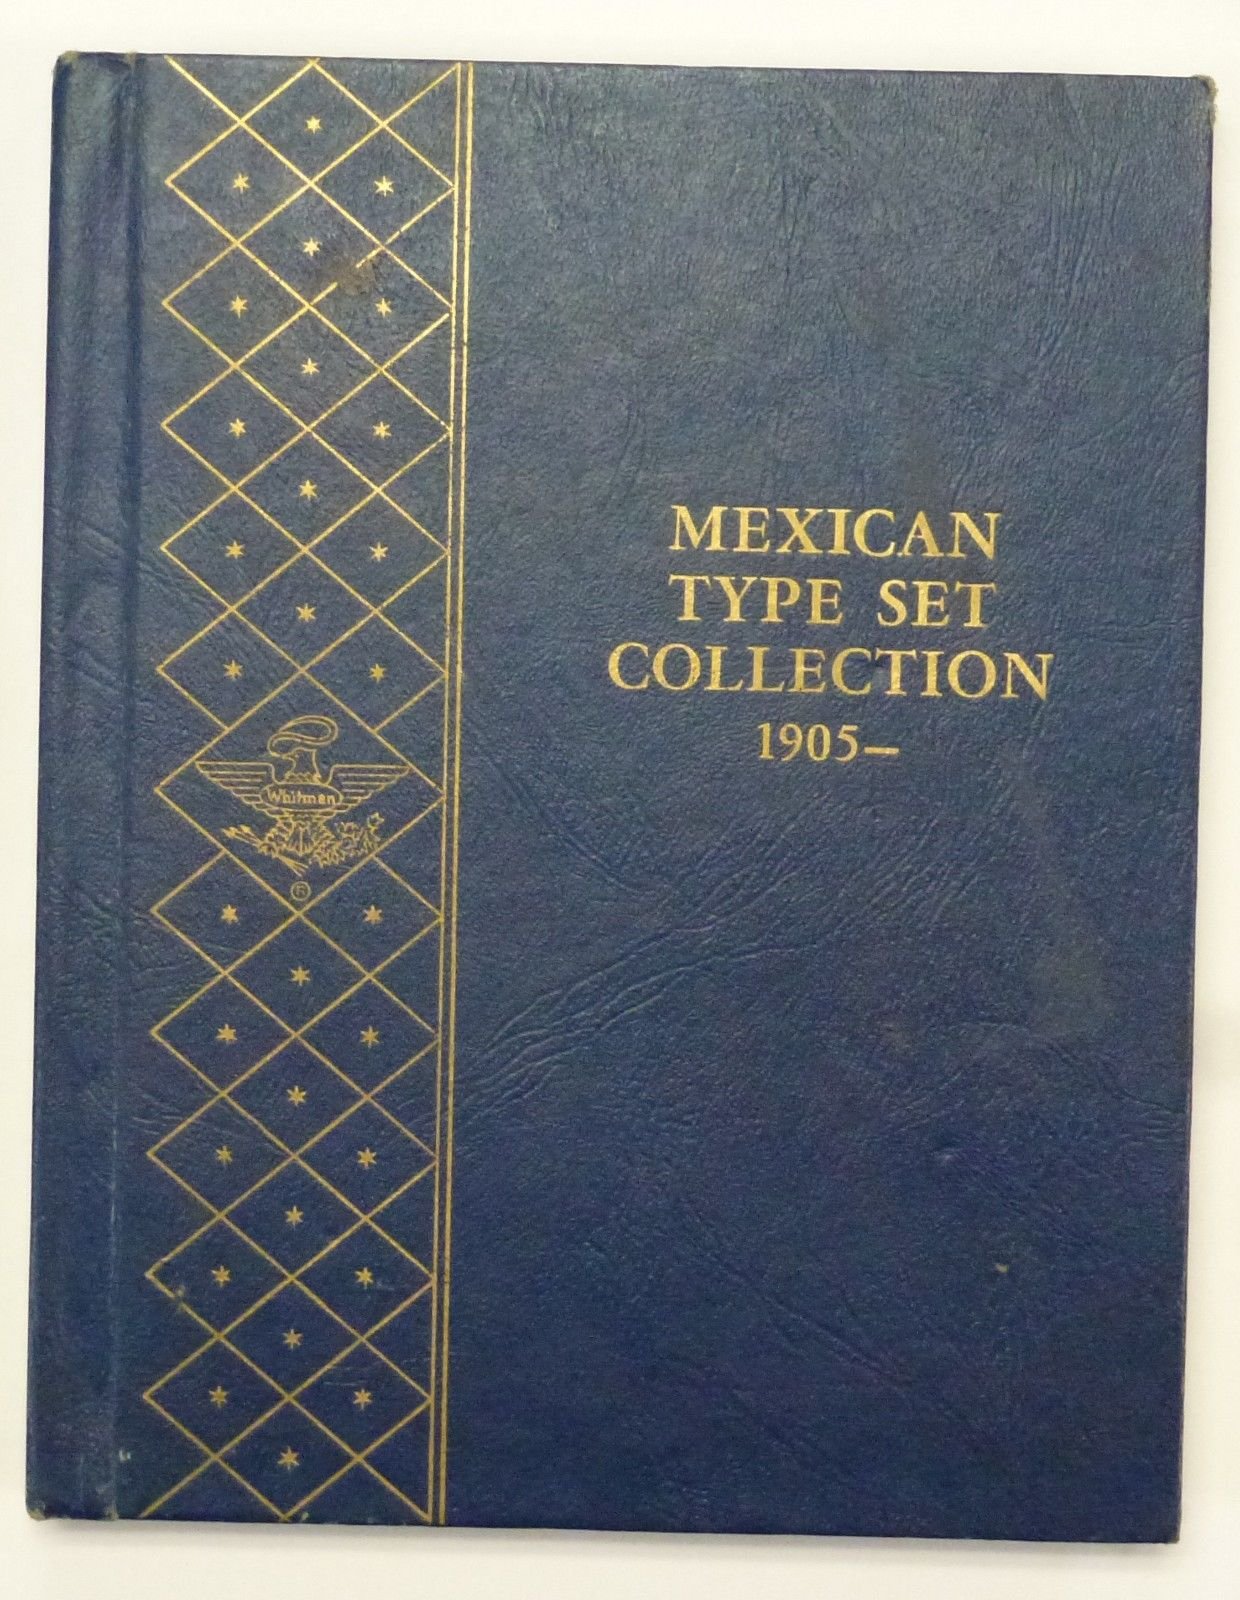 MEXICAN
TYPE SET
COLLECTION
1905—
Whitman
®